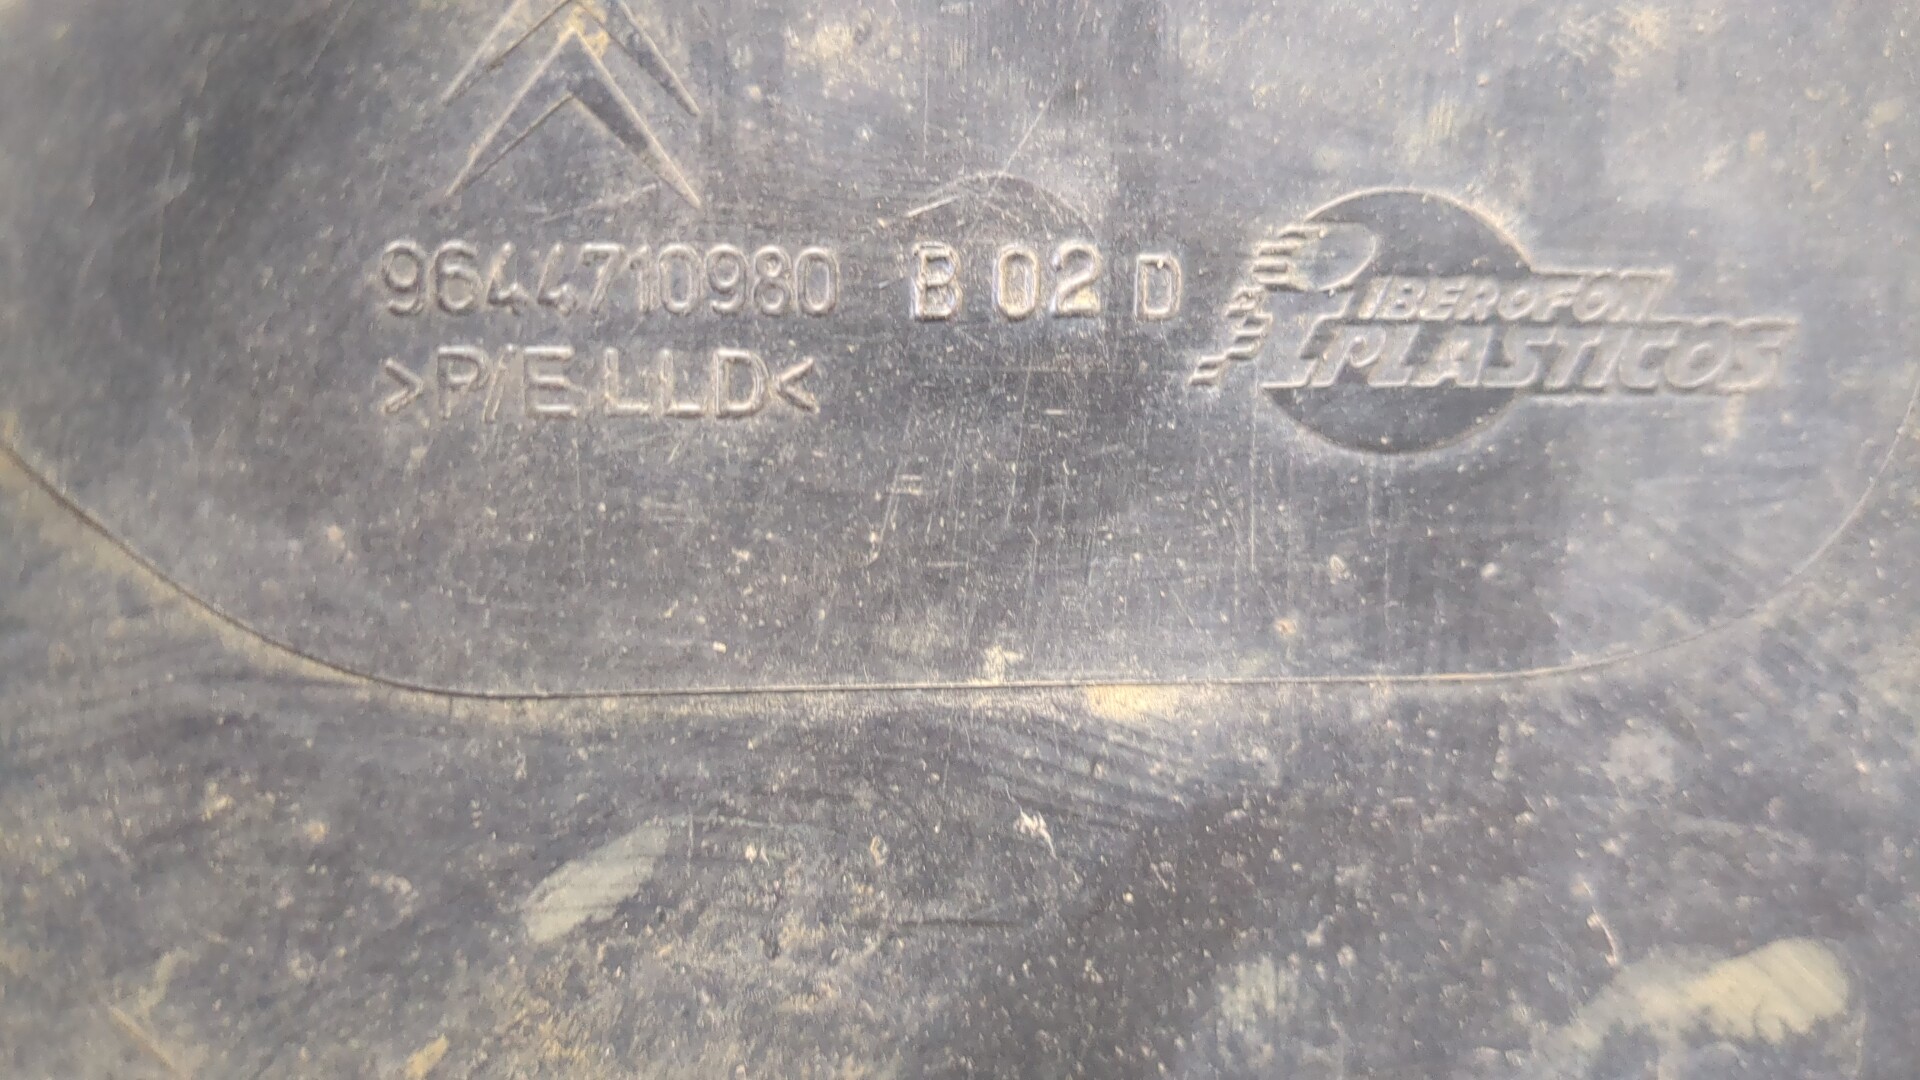 9644710980 B 02 D
>P/E LLD<
IBEROFON
PLASTICOS